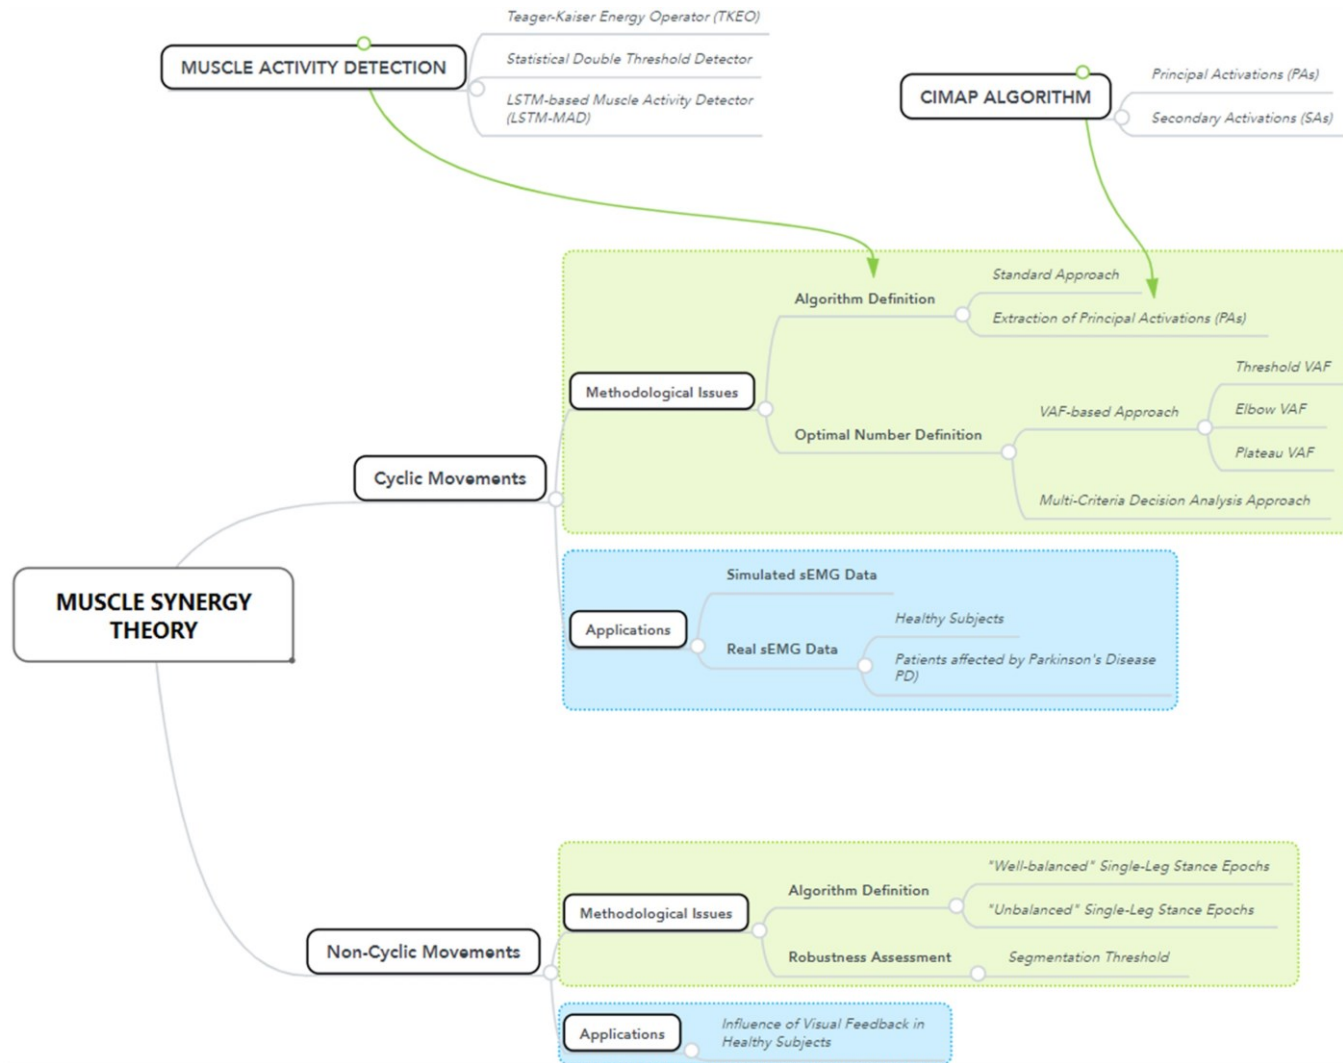 Teager-Kaiser Energy Operator (TKEO)
MUSCLE ACTIVITY DETECTION
Statistical Double Threshold Detector
LSTM-based Muscle Activity Detector
(LSTM-MAD)
CIMAP ALGORITHM
Principal Activations (PAs)
Secondary Activations (SAs)
MUSCLE SYNERGY
THEORY
Cyclic Movements
Methodological Issues
Algorithm Definition
Standard Approach
Extraction of Principal Activations (PAs)
Optimal Number Definition
VAF-based Approach
Threshold VAF
Elbow VAF
Plateau VAF
Multi-Criteria Decision Analysis Approach
Applications
Simulated sEMG Data
Real sEMG Data
Healthy Subjects
Patients affected by Parkinson's Disease
PD)
Non-Cyclic Movements
Methodological Issues
Algorithm Definition
"Well-balanced" Single-Leg Stance Epochs
"Unbalanced" Single-Leg Stance Epochs
Robustness Assessment
Segmentation Threshold
Applications
Influence of Visual Feedback in
Healthy Subjects